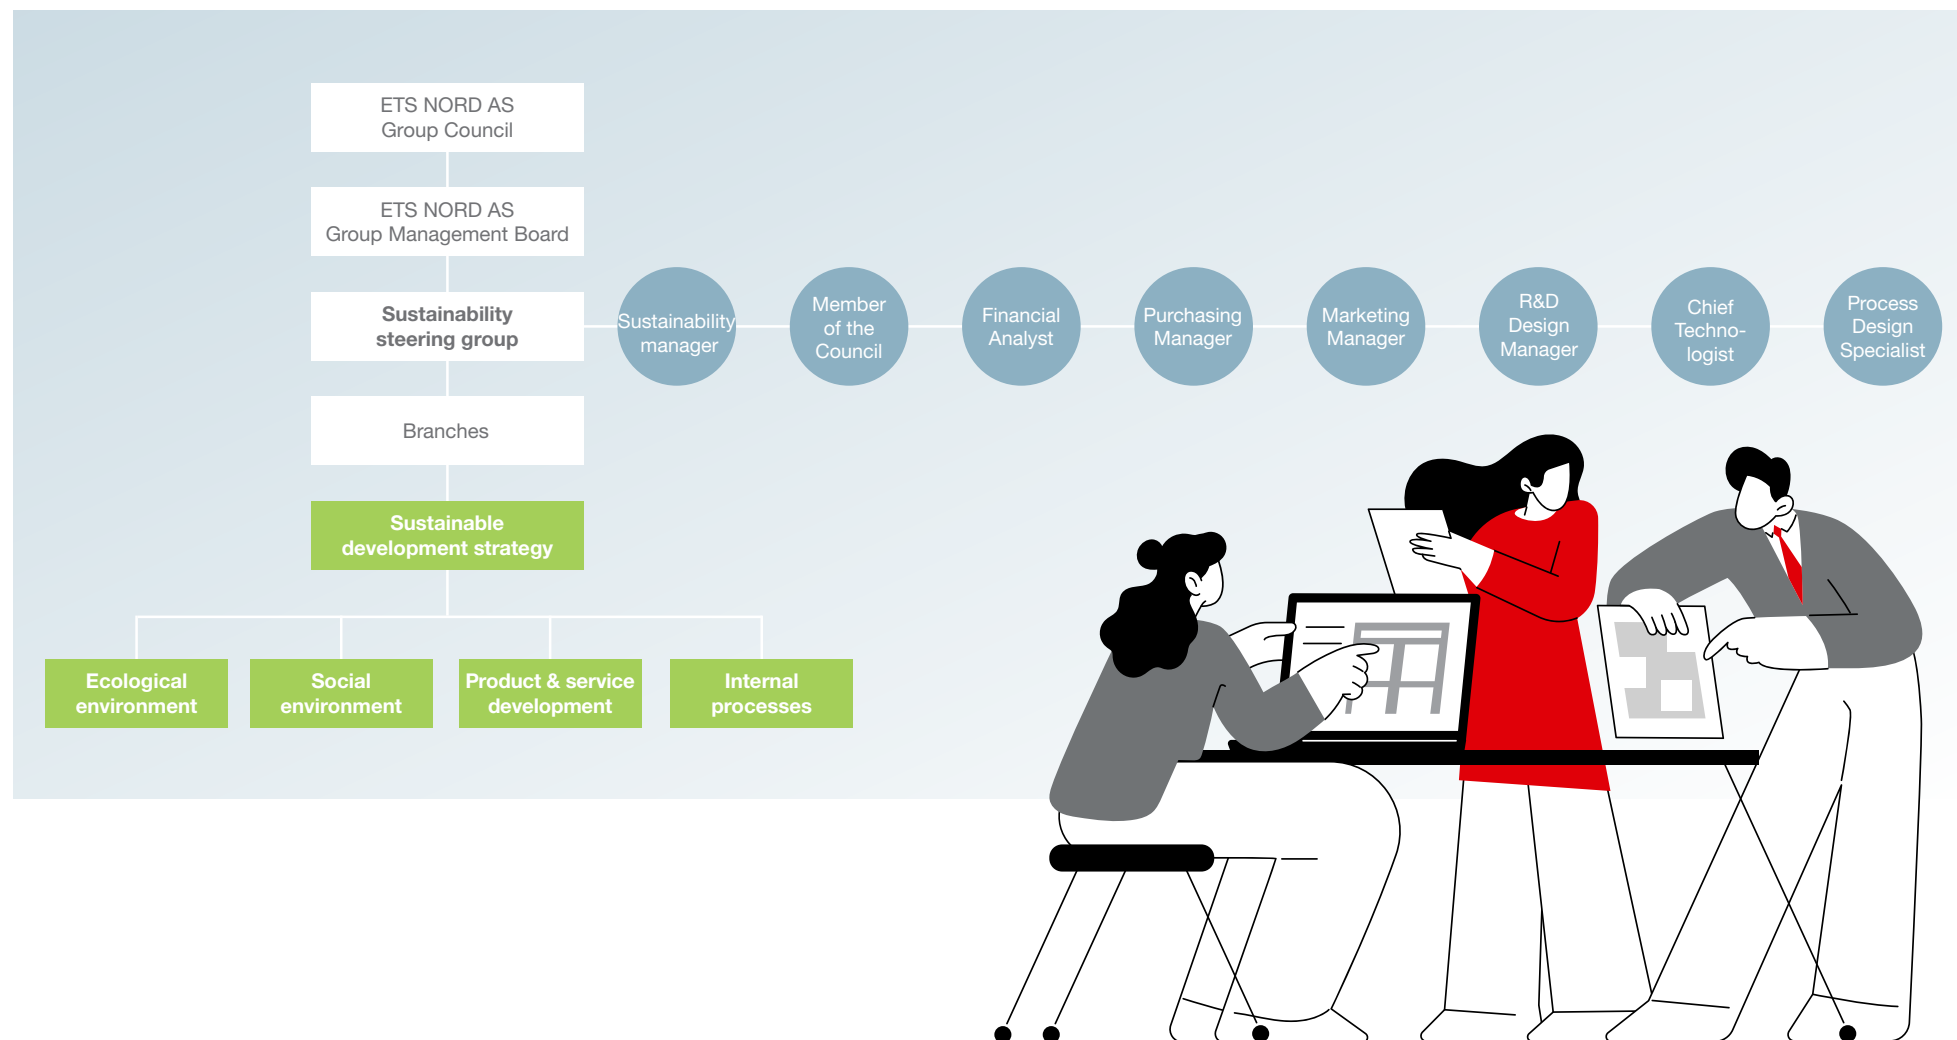 ETS NORD AS
Group Council
ETS NORD AS
Group Management Board
Sustainability
steering group
Sustainability
manager
Member
of the
Council
Financial
Analyst
Purchasing
Manager
Marketing
Manager
R&D
Design
Manager
Chief
Techno-
logist
Process
Design
Specialist
Branches
Sustainable
development strategy
Ecological
environment
Social
environment
Product & service
development
Internal
processes